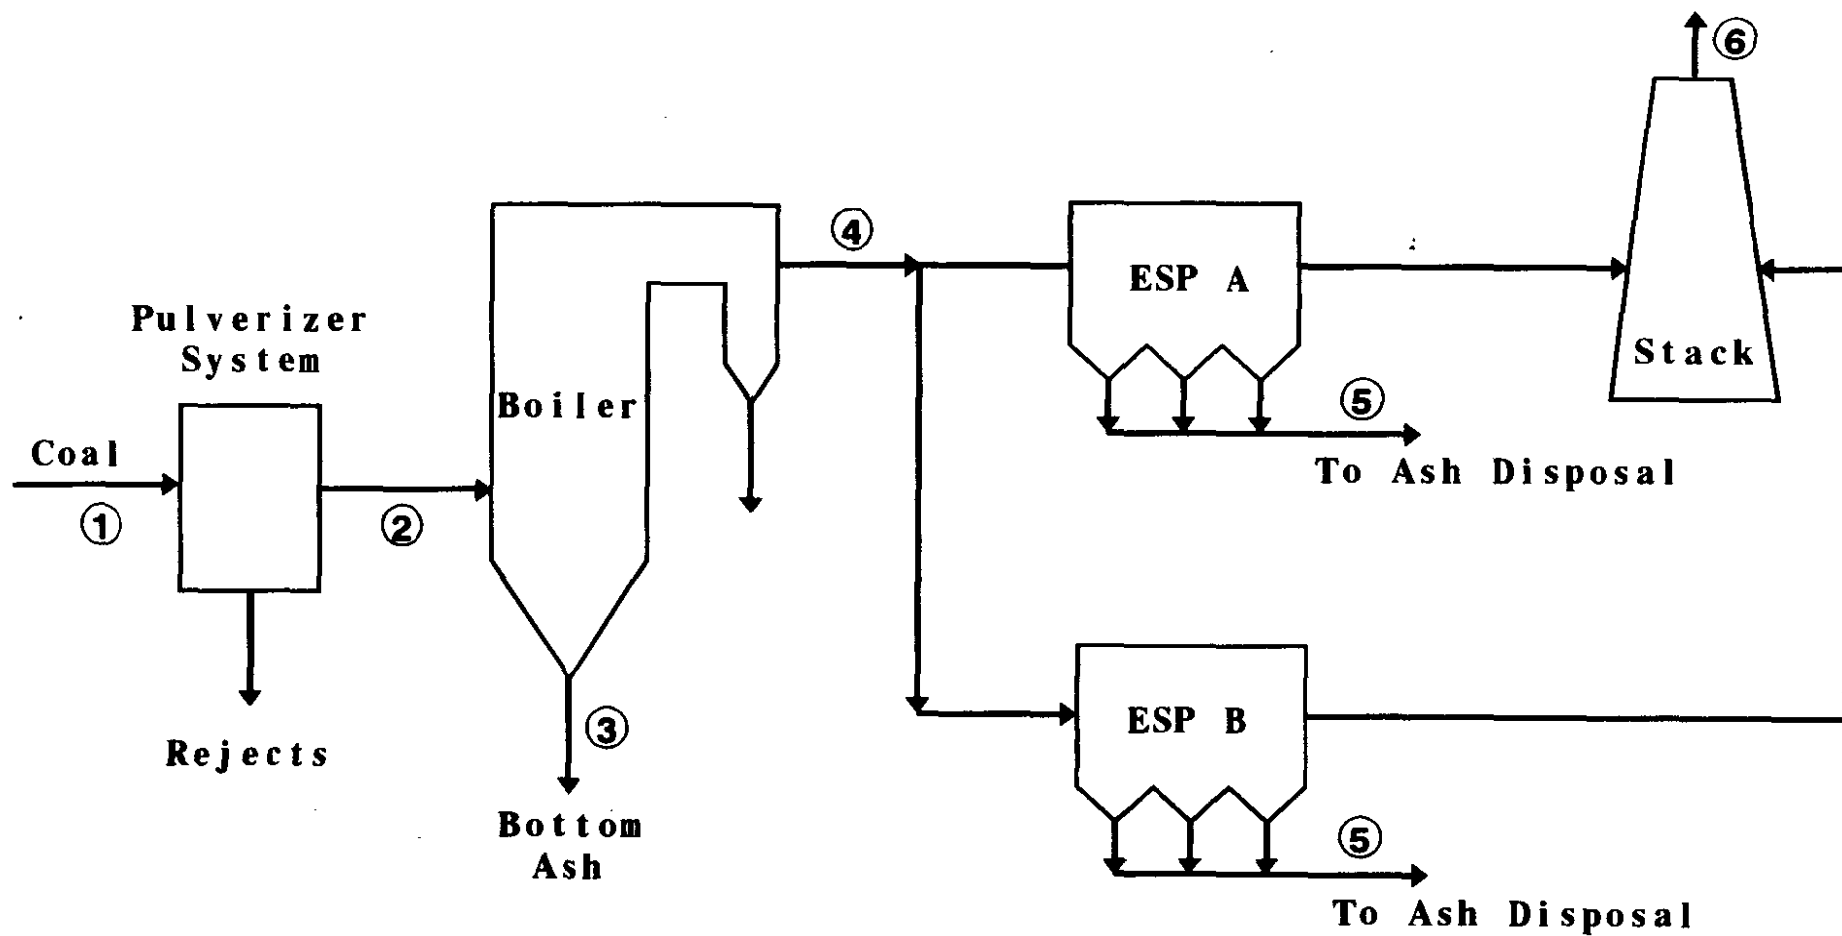 ⑥
④
ESP A
Pulverizer
System
Stack
Boiler
⑤
Coal
To Ash Disposal
①
②
ESP B
③
Rejects
Bottom
Ash
⑤
To Ash Disposal